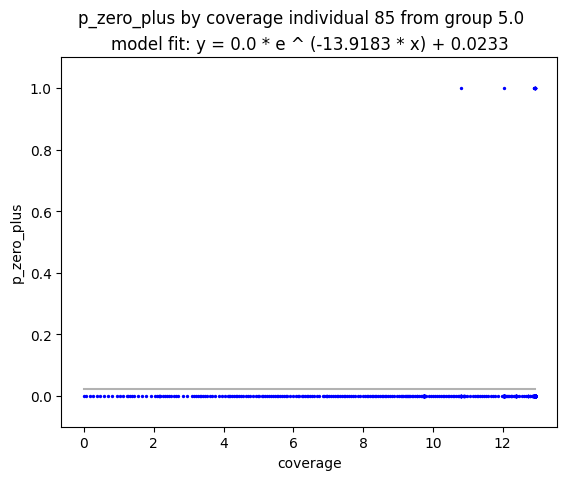 p_zero_plus by coverage individual 85 from group 5.0
model fit: y = 0.0 * e ^ (-13.9183 * x) + 0.0233
1.0
0.8
0.6
0.4
0.2
0.0
p_zero_plus
0 2 4 6 8 10 12
coverage